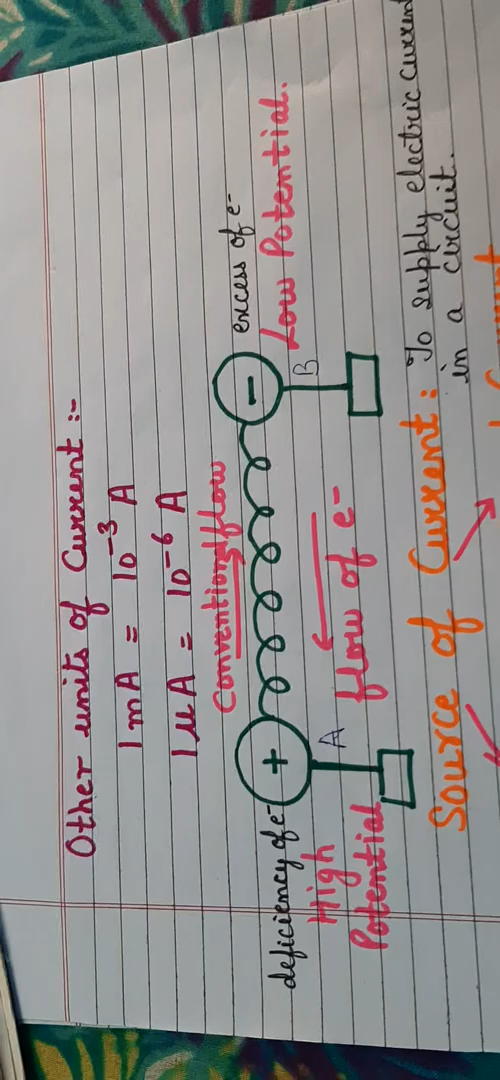 Other units of Current :-
1 mA = 10⁻³ A
1 μA = 10⁻⁶ A
Conventional flow
deficiency of e⁻
+
−
excess of e⁻
High
Potential
A
B
Low Potential.
flow of e⁻
Source of Current : To supply electric current
in a circuit.